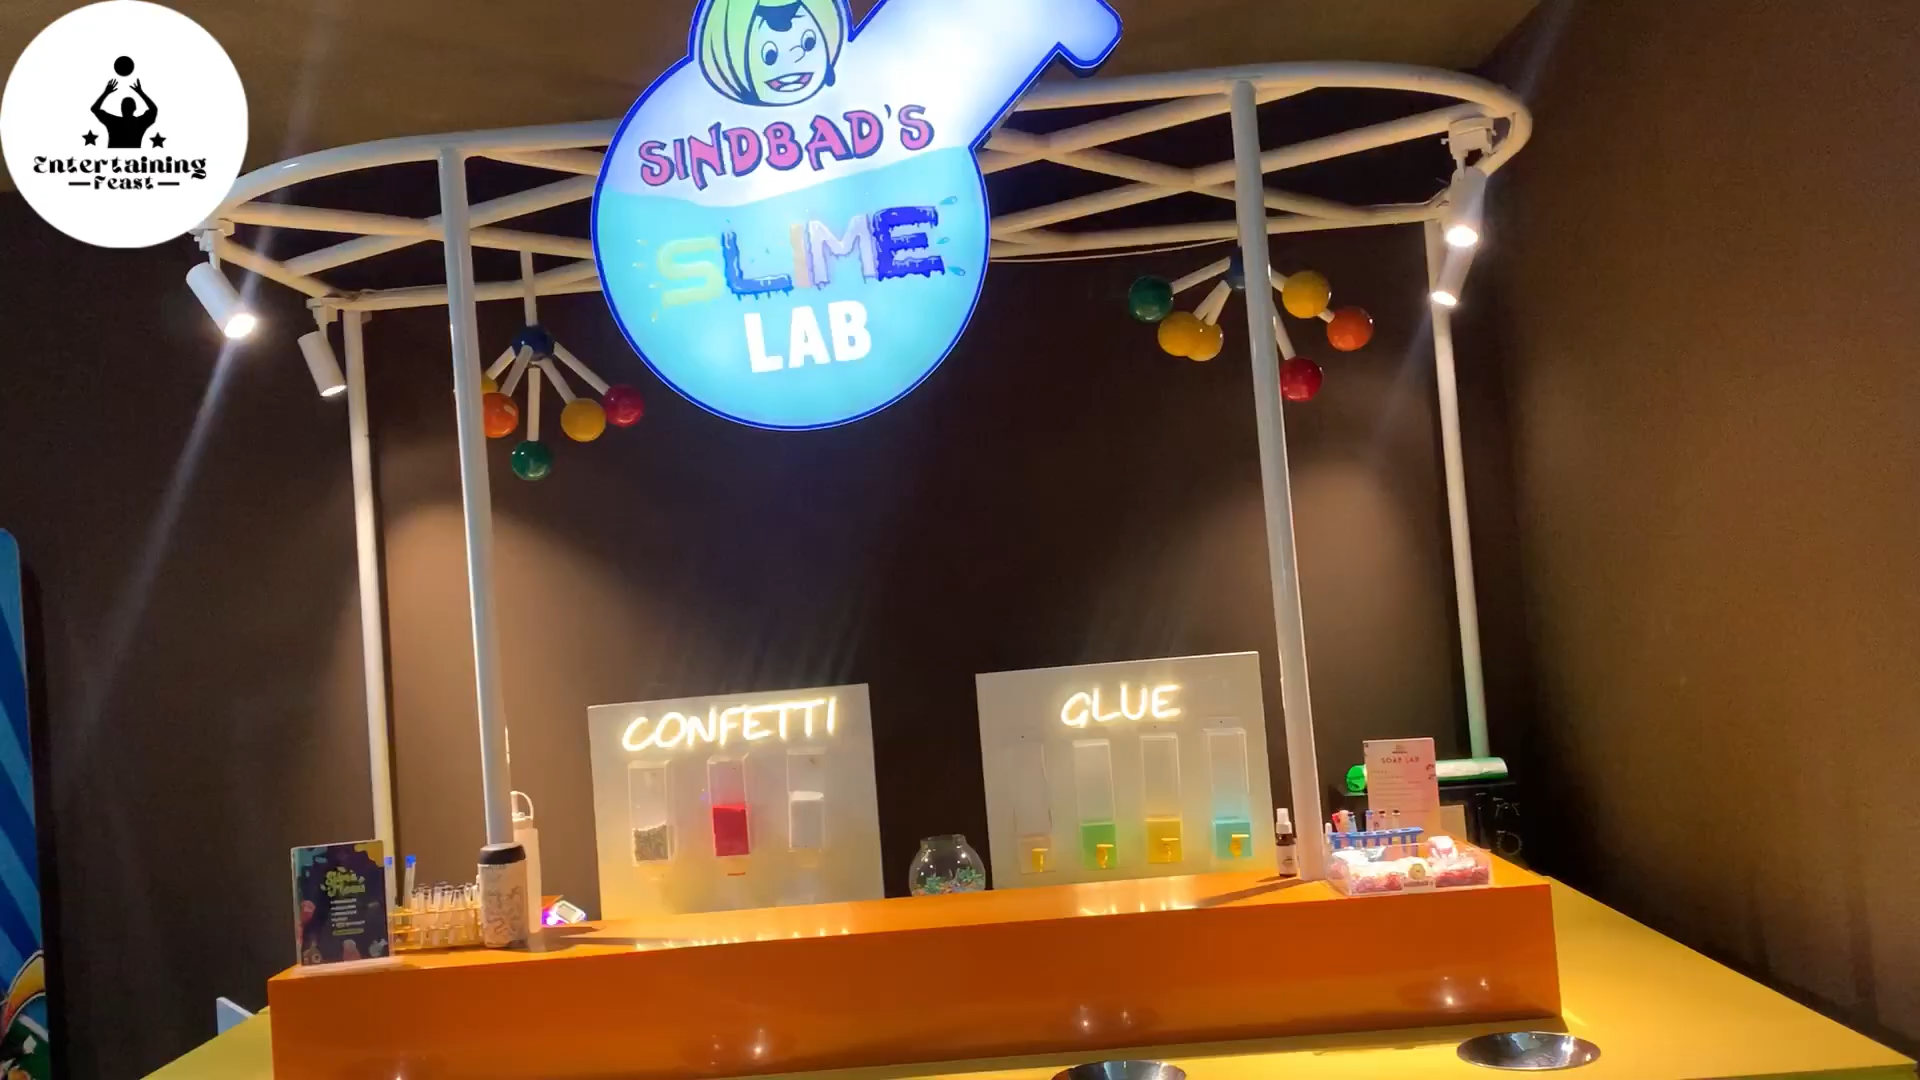 Entertaining
Feast
SINDBAD'S
SLIME
LAB
CONFETTI
GLUE
SOAP LAB